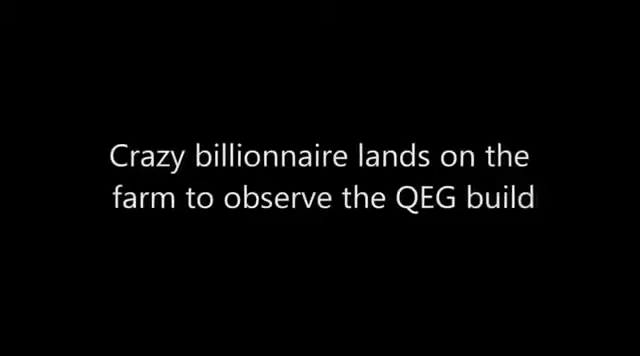 Crazy billionnaire lands on the
farm to observe the QEG build